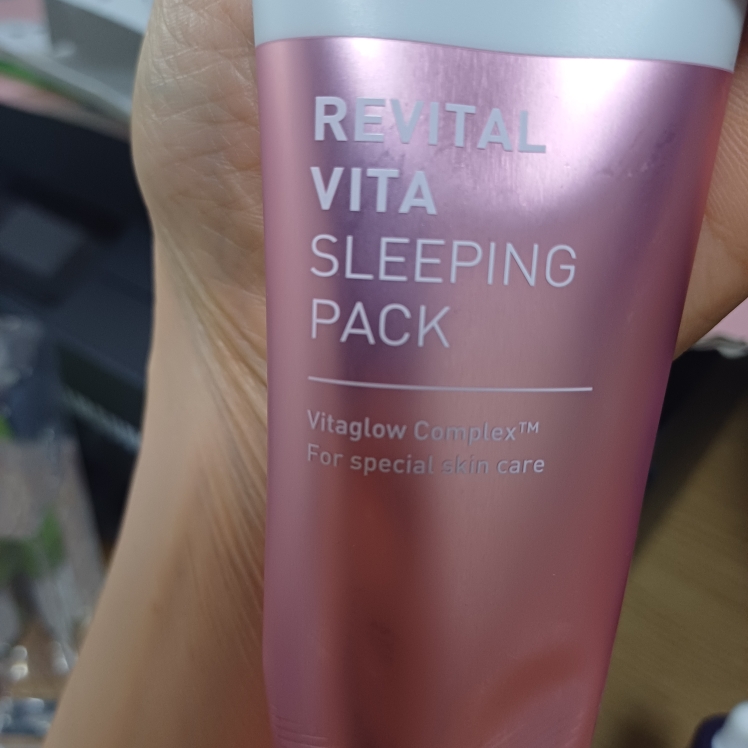 REVITAL
VITA
SLEEPING
PACK
Vitaglow Complex™
For special skin care